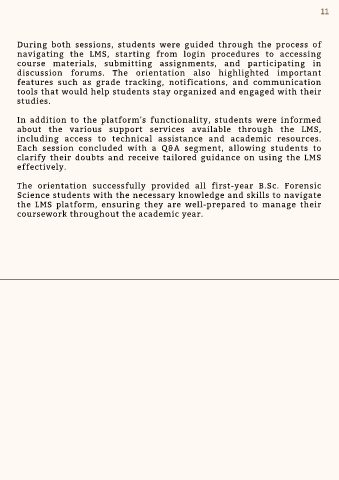 11
During both sessions, students were guided through the process of
navigating the LMS, starting from login procedures to accessing
course materials, submitting assignments, and participating in
discussion forums. The orientation also highlighted important
features such as grade tracking, notifications, and communication
tools that would help students stay organized and engaged with their
studies.
In addition to the platform's functionality, students were informed
about the various support services available through the LMS,
including access to technical assistance and academic resources.
Each session concluded with a Q&A segment, allowing students to
clarify their doubts and receive tailored guidance on using the LMS
effectively.
The orientation successfully provided all first-year B.Sc. Forensic
Science students with the necessary knowledge and skills to navigate
the LMS platform, ensuring they are well-prepared to manage their
coursework throughout the academic year.